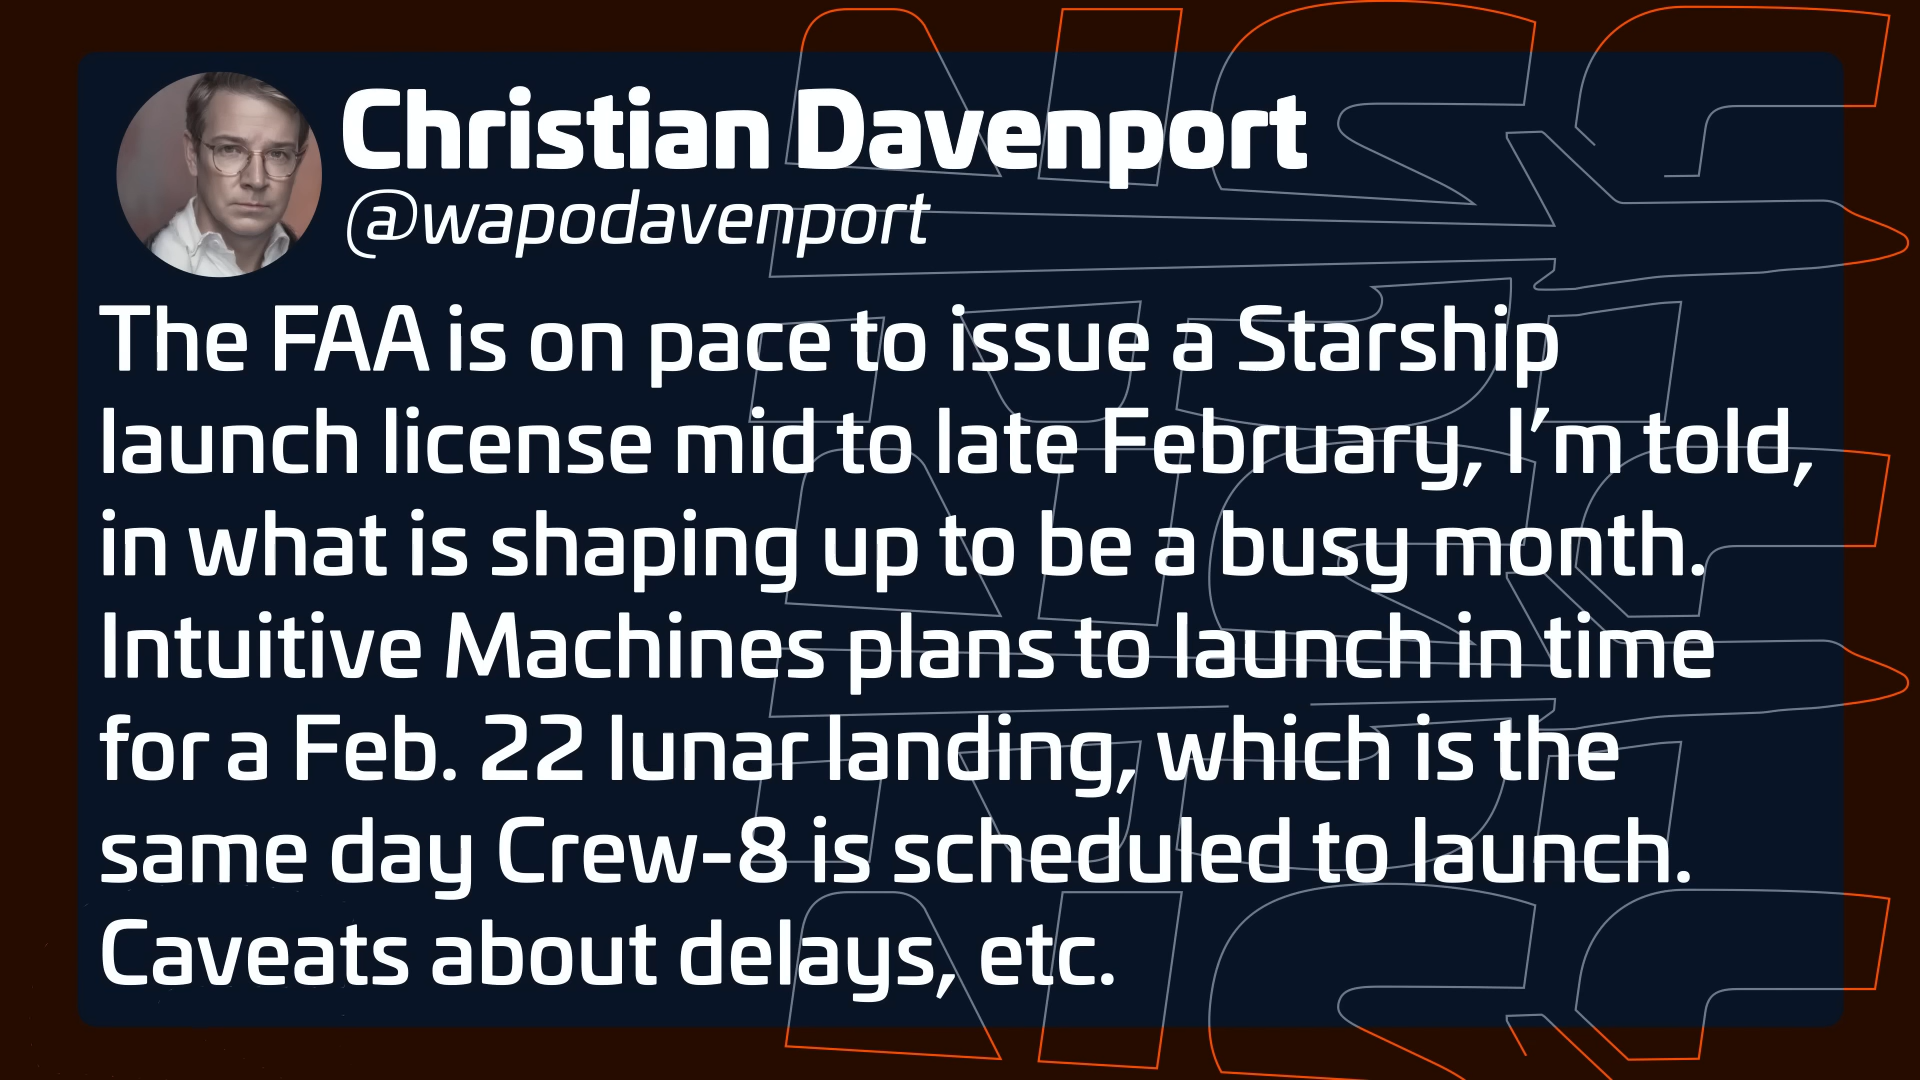 Christian Davenport
@wapodavenport
The FAA is on pace to issue a Starship
launch license mid to late February, I’m told,
in what is shaping up to be a busy month.
Intuitive Machines plans to launch in time
for a Feb. 22 lunar landing, which is the
same day Crew-8 is scheduled to launch.
Caveats about delays, etc.